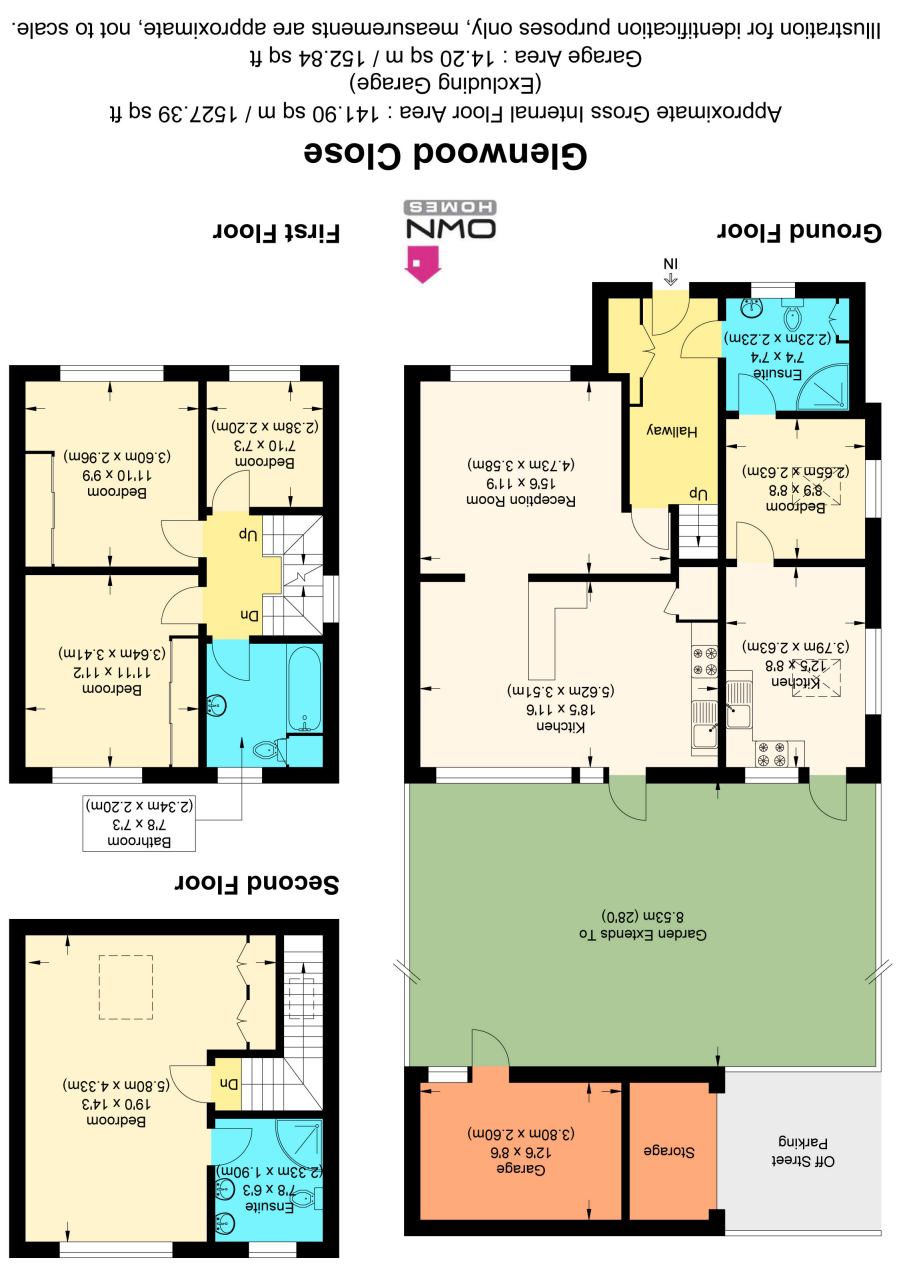 Off Street
Parking
Storage
Garage
12'6 x 8'6
(3.80m x 2.60m)
Garden Extends To
8.53m (28'0)
Kitchen
12'5 x 8'8
(3.79m x 2.63m)
Kitchen
18'5 x 11'6
(5.62m x 3.51m)
Bedroom
8'9 x 8'8
(2.65m x 2.63m)
Up
Reception Room
15'6 x 11'9
(4.73m x 3.58m)
Hallway
Ensuite
7'4 x 7'4
(2.23m x 2.23m)
IN
Ground Floor
Ensuite
7'8 x 6'3
(2.33m x 1.90m)
Bedroom
19'0 x 14'3
(5.80m x 4.33m)
Dn
Second Floor
Bathroom
7'8 x 7'3
(2.34m x 2.20m)
Bedroom
11'11 x 11'2
(3.64m x 3.41m)
Dn
Up
Bedroom
7'10 x 7'3
(2.38m x 2.20m)
Bedroom
11'10 x 9'9
(3.60m x 2.96m)
First Floor
OWN
HOMES
Glenwood Close
Approximate Gross Internal Floor Area : 141.90 sq m / 1527.39 sq ft
(Excluding Garage)
Garage Area : 14.20 sq m / 152.84 sq ft
Illustration for identification purposes only, measurements are approximate, not to scale.